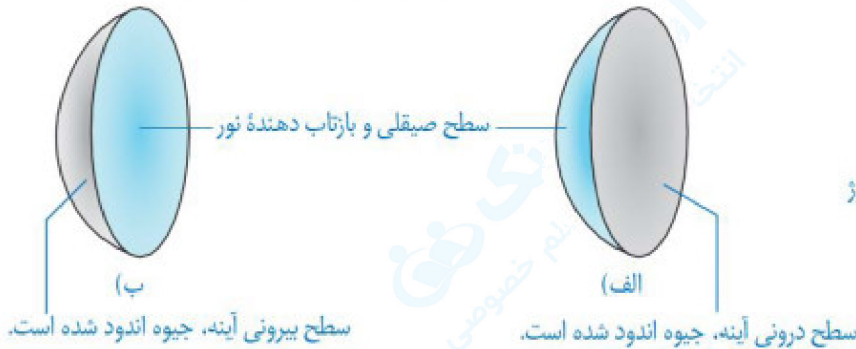 سطح صیقلی و بازتاب دهندهٔ نور
الف)
ب)
سطح درونی آینه، جیوه اندود شده است.
سطح بیرونی آینه، جیوه اندود شده است.